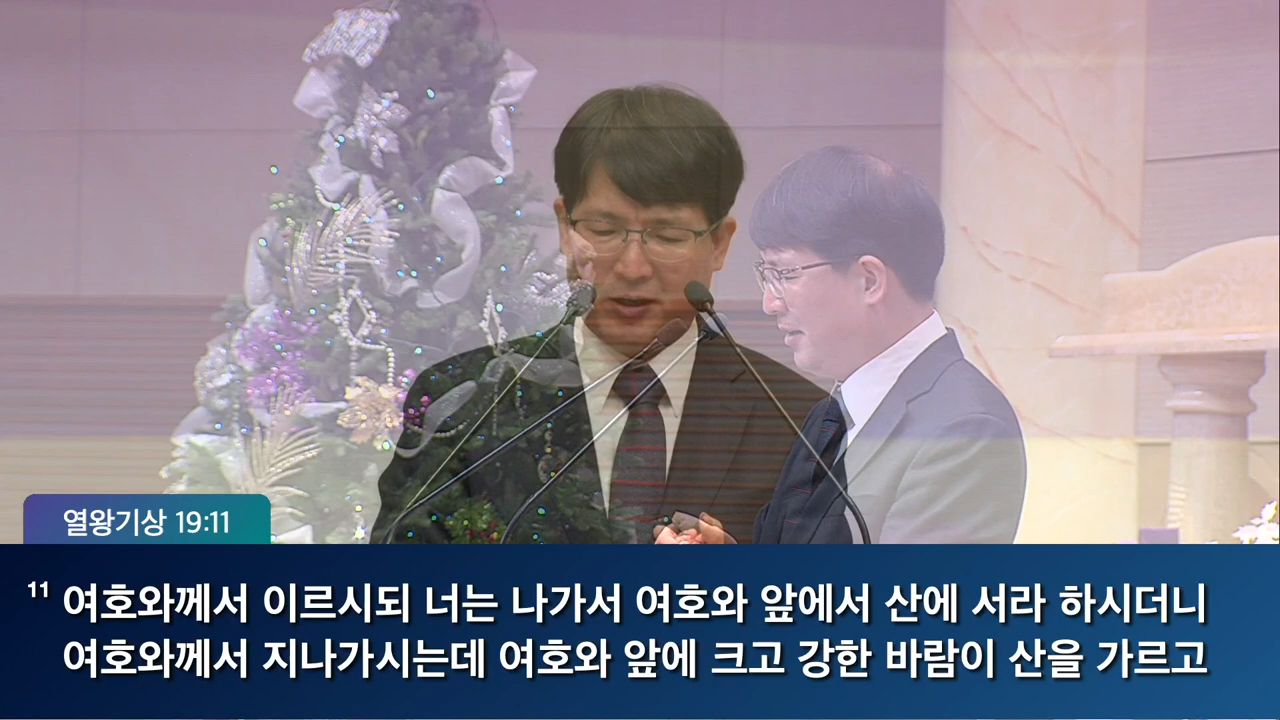 열왕기상 19:11
11 여호와께서 이르시되 너는 나가서 여호와 앞에서 산에 서라 하시더니
여호와께서 지나가시는데 여호와 앞에 크고 강한 바람이 산을 가르고